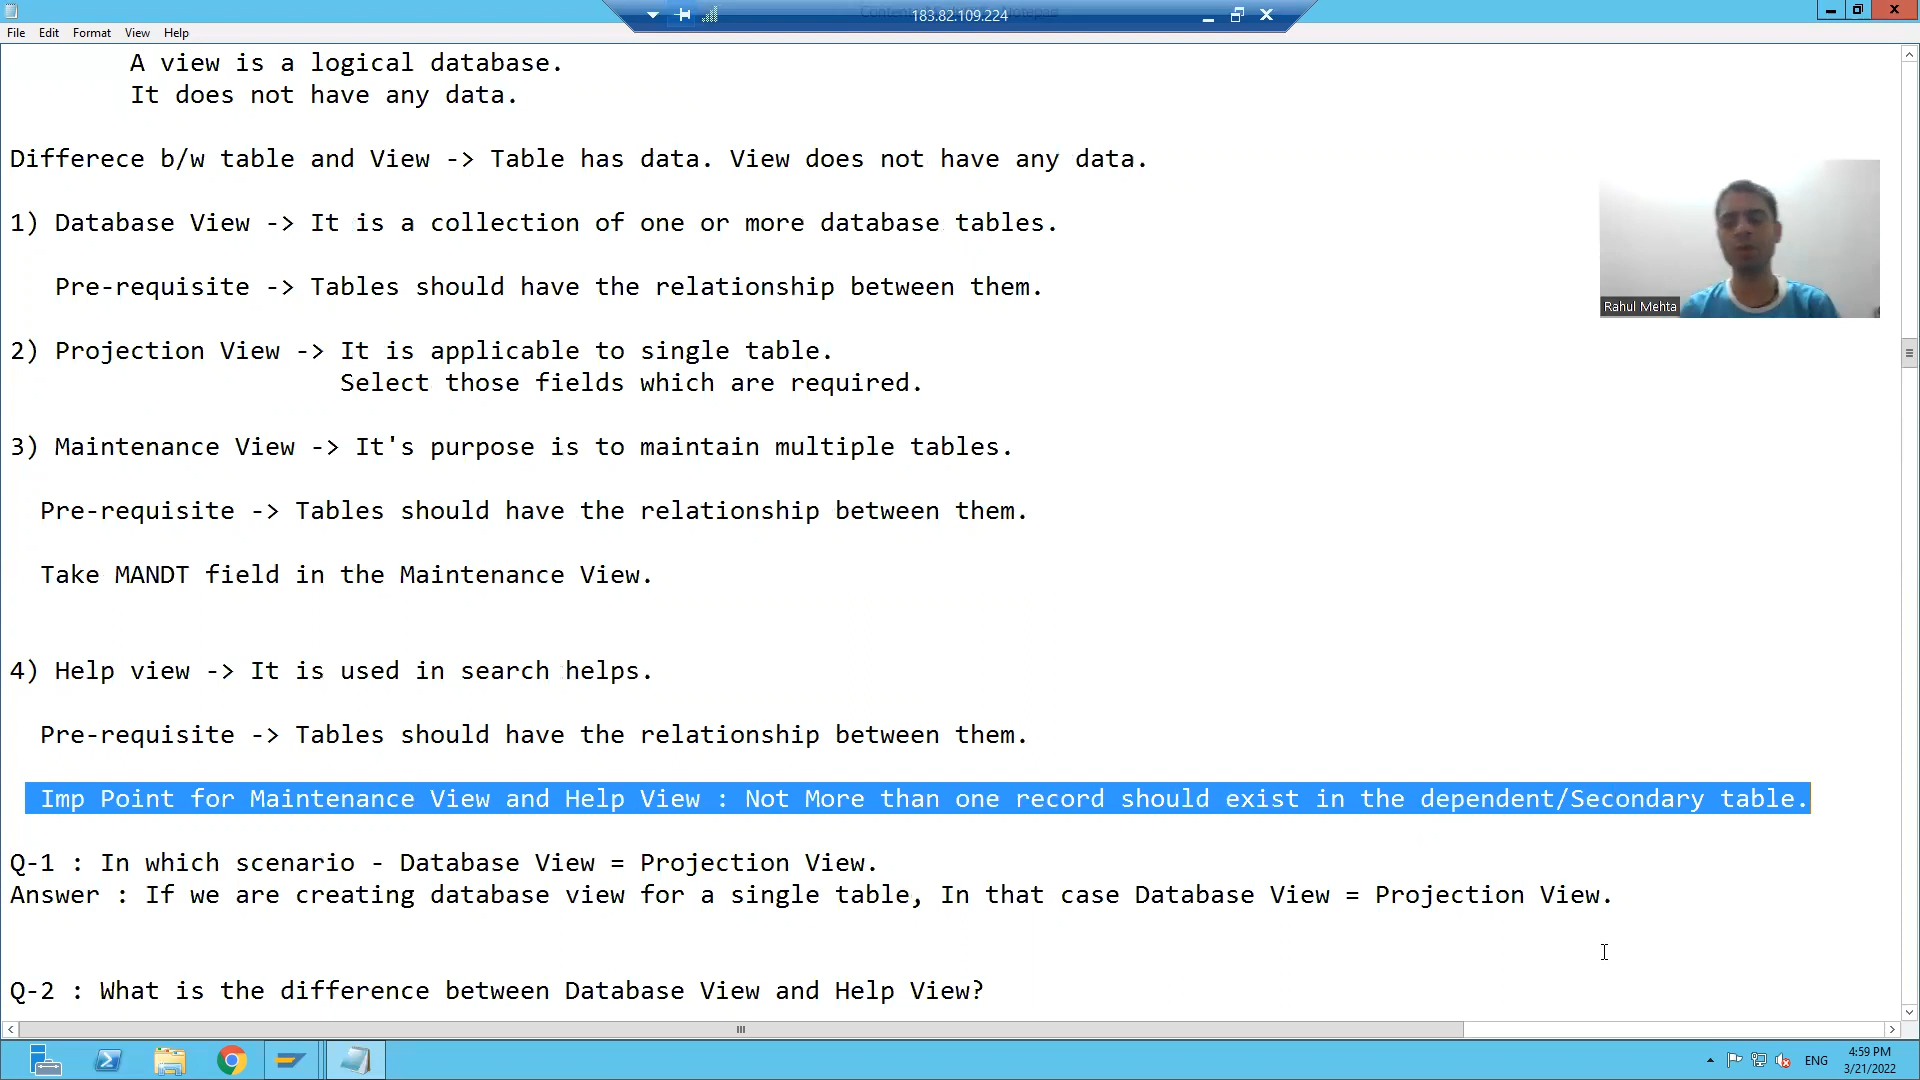 183.82.109.224
File Edit Format View Help
A view is a logical database.
It does not have any data.
Differece b/w table and View -> Table has data. View does not have any data.
1) Database View -> It is a collection of one or more database tables.
Pre-requisite -> Tables should have the relationship between them.
2) Projection View -> It is applicable to single table.
Select those fields which are required.
Rahul Mehta
3) Maintenance View -> It's purpose is to maintain multiple tables.
Pre-requisite -> Tables should have the relationship between them.
Take MANDT field in the Maintenance View.
4) Help view -> It is used in search helps.
Pre-requisite -> Tables should have the relationship between them.
Imp Point for Maintenance View and Help View : Not More than one record should exist in the dependent/Secondary table.
Q-1 : In which scenario - Database View = Projection View.
Answer : If we are creating database view for a single table, In that case Database View = Projection View.
Q-2 : What is the difference between Database View and Help View?
ENG
4:59 PM
3/21/2022